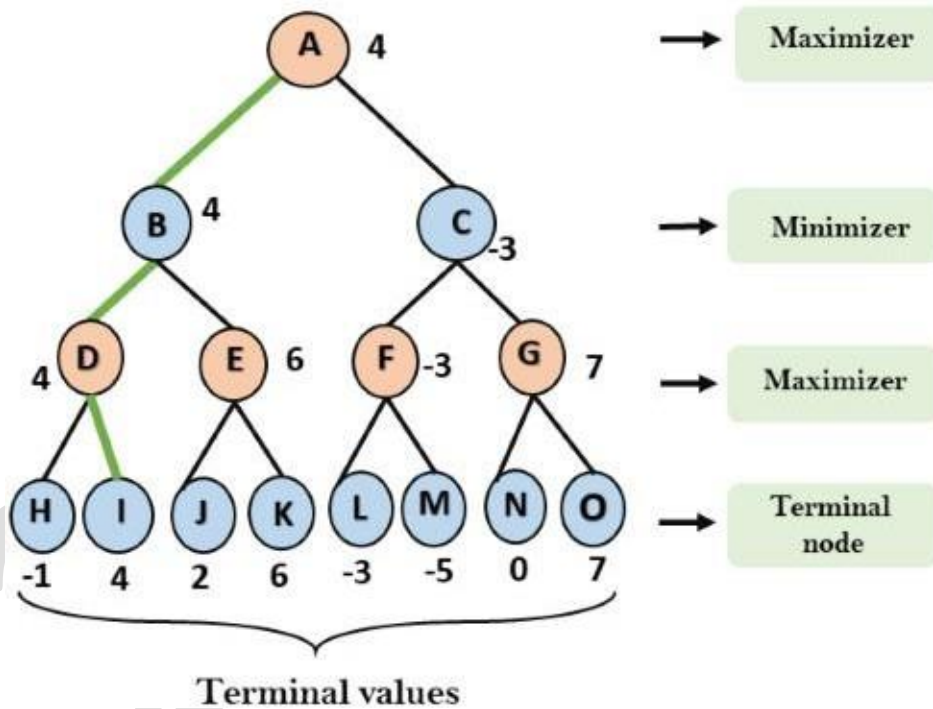 A 4 Maximizer
B 4 C -3 Minimizer
D 4 E 6 F -3 G 7 Maximizer
H I J K L M N O Terminal
node
-1 4 2 6 -3 -5 0 7
Terminal values